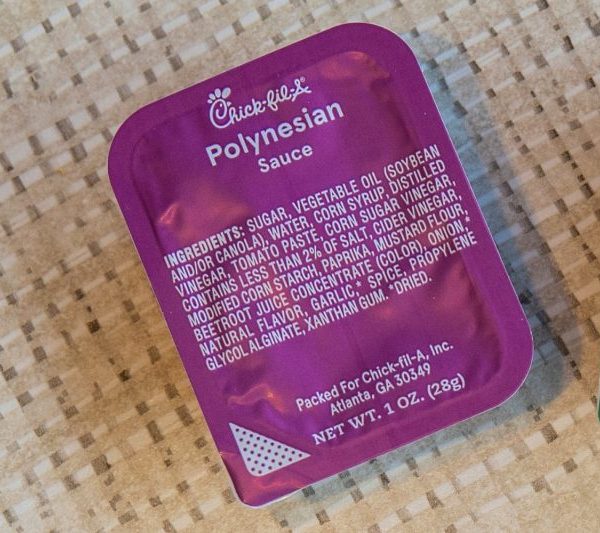 Chick-fil-A®
Polynesian
Sauce
INGREDIENTS: SUGAR, VEGETABLE OIL (SOYBEAN
AND/OR CANOLA), WATER, CORN SYRUP, DISTILLED
VINEGAR, TOMATO PASTE, CORN SUGAR VINEGAR,
CONTAINS LESS THAN 2% OF SALT, CIDER VINEGAR,
MODIFIED CORN STARCH, PAPRIKA, MUSTARD FLOUR,
BEETROOT JUICE CONCENTRATE (COLOR), ONION,*
NATURAL FLAVOR, GARLIC,* SPICE, PROPYLENE
GLYCOL ALGINATE, XANTHAN GUM. *DRIED.
Packed For Chick-fil-A, Inc.
Atlanta, GA 30349
NET WT. 1 OZ. (28g)